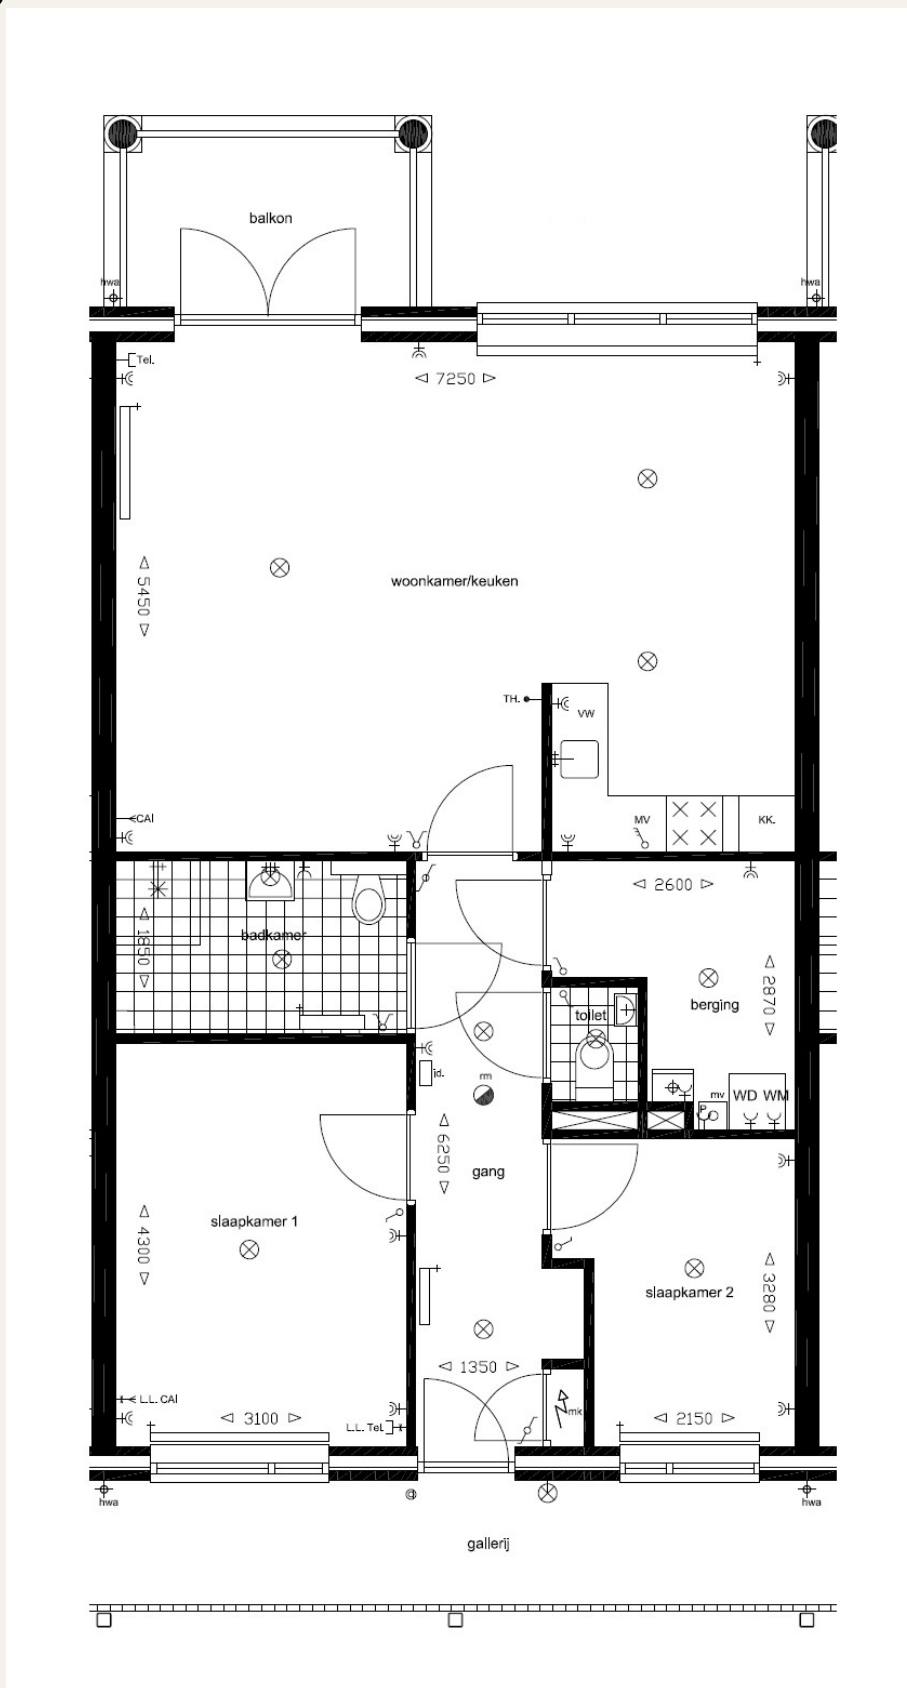 balkon
hwa
hwa
Tel.
7250
5450
woonkamer/keuken
TH.
VW
CAI
MV
KK.
2600
1850
badkamer
2870
berging
toilet
id.
rm
mv
WD WM
6250
gang
slaapkamer 1
4300
slaapkamer 2
3280
1350
L.L. CAI
3100
L.L. Tel.
mk
2150
hwa
hwa
gallerij